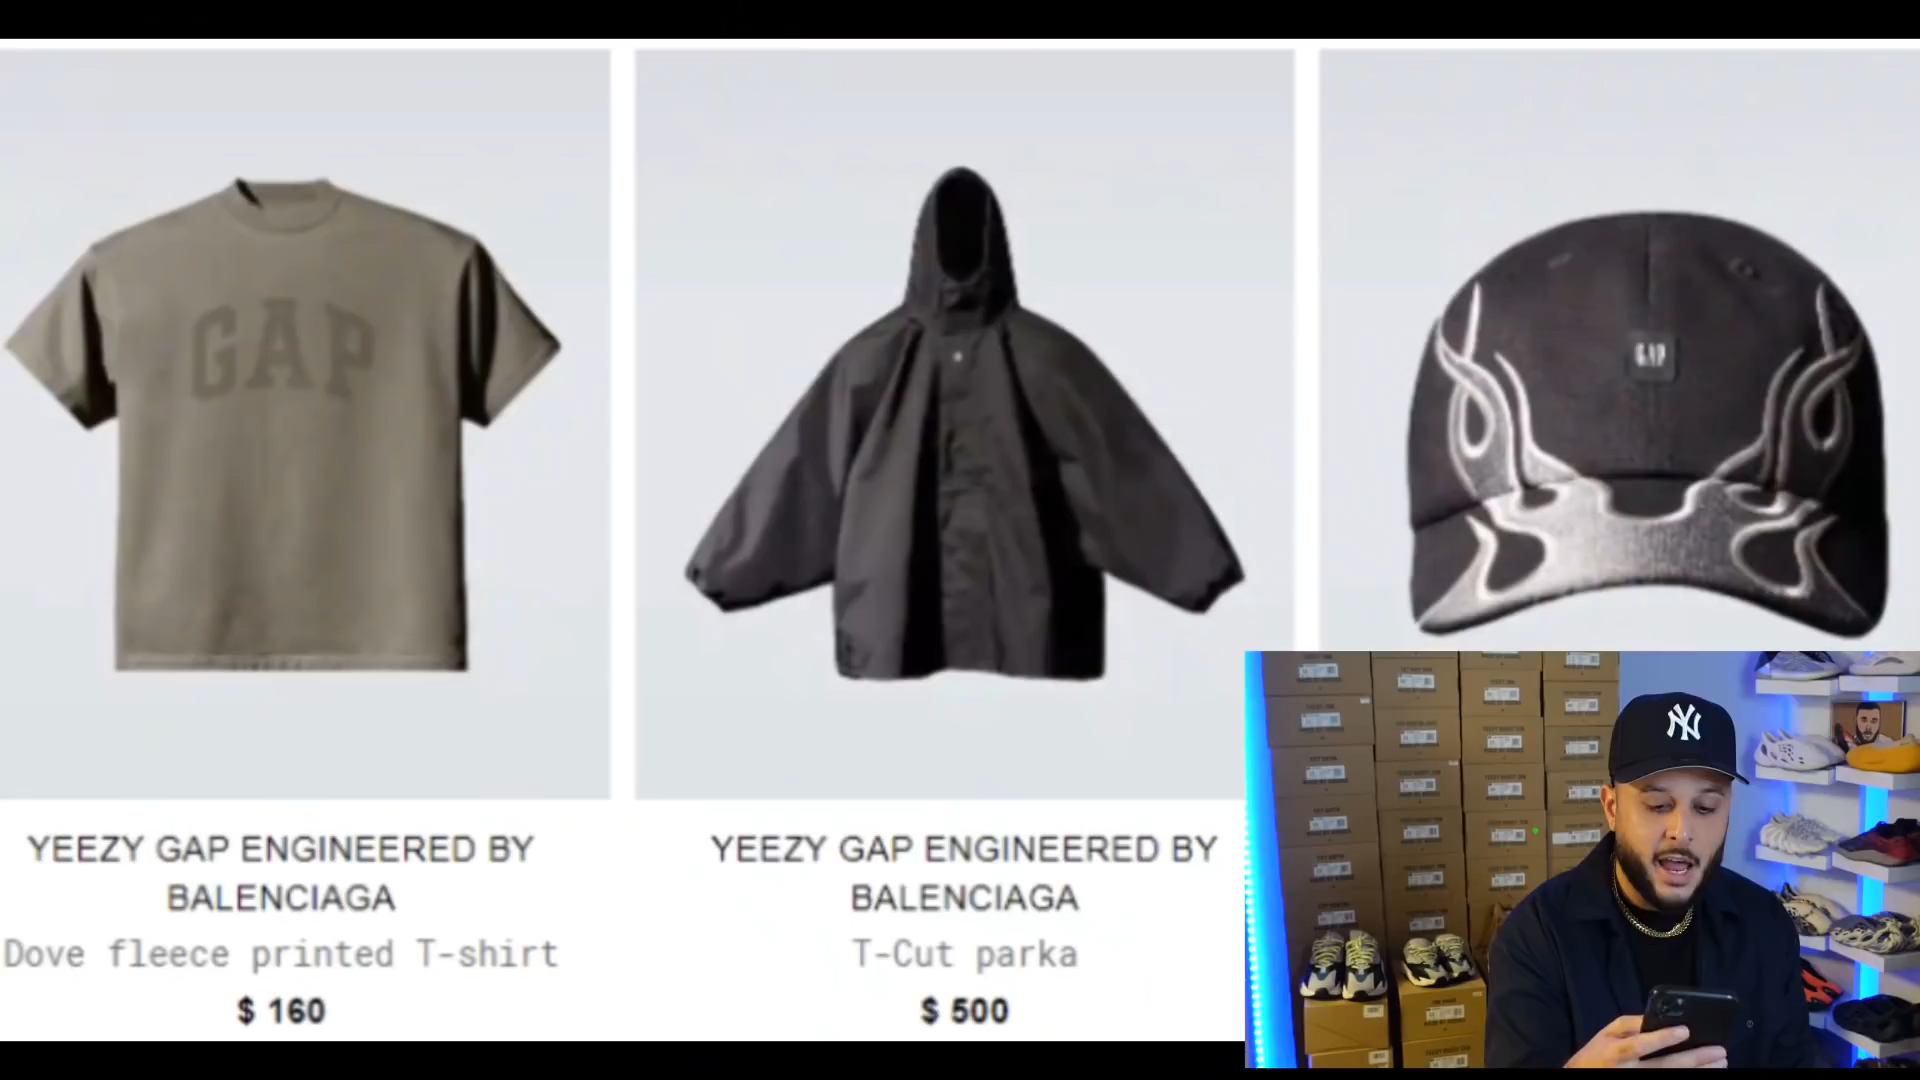 GAP
GAP
NY
YEEZY GAP ENGINEERED BY
BALENCIAGA
Dove fleece printed T-shirt
$ 160
YEEZY GAP ENGINEERED BY
BALENCIAGA
T-Cut parka
$ 500